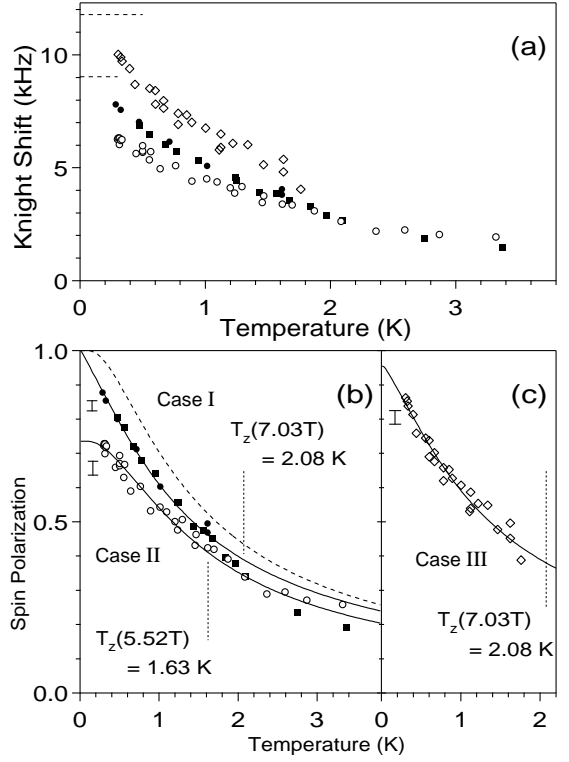 (a)
10
5
0
Knight Shift (kHz)
0
1
2
3
Temperature (K)
1.0
0.5
0.0
Spin Polarization
(b)
Case I
T_z(7.03T)
= 2.08 K
Case II
T_z(5.52T)
= 1.63 K
(c)
Case III
T_z(7.03T)
= 2.08 K
0
1
2
3
0
1
2
Temperature (K)